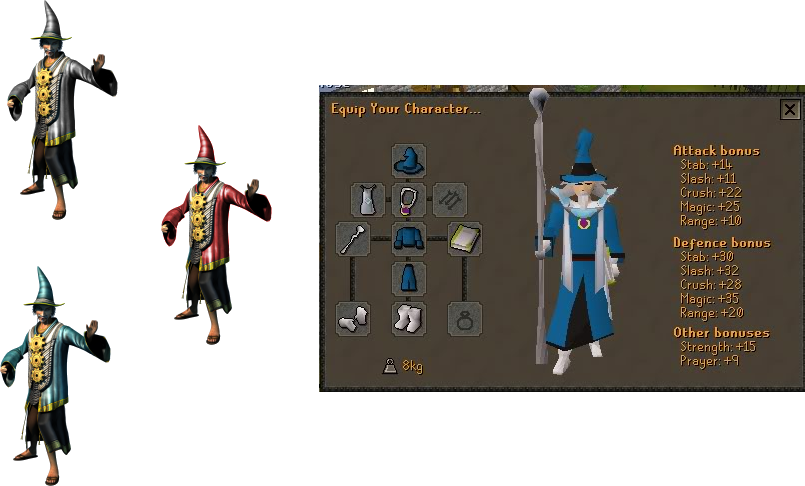 Equip Your Character...
Attack bonus
Stab: +14
Slash: +11
Crush: +22
Magic: +25
Range: +10
Defence bonus
Stab: +30
Slash: +32
Crush: +28
Magic: +35
Range: +20
Other bonuses
Strength: +15
Prayer: +9
8kg